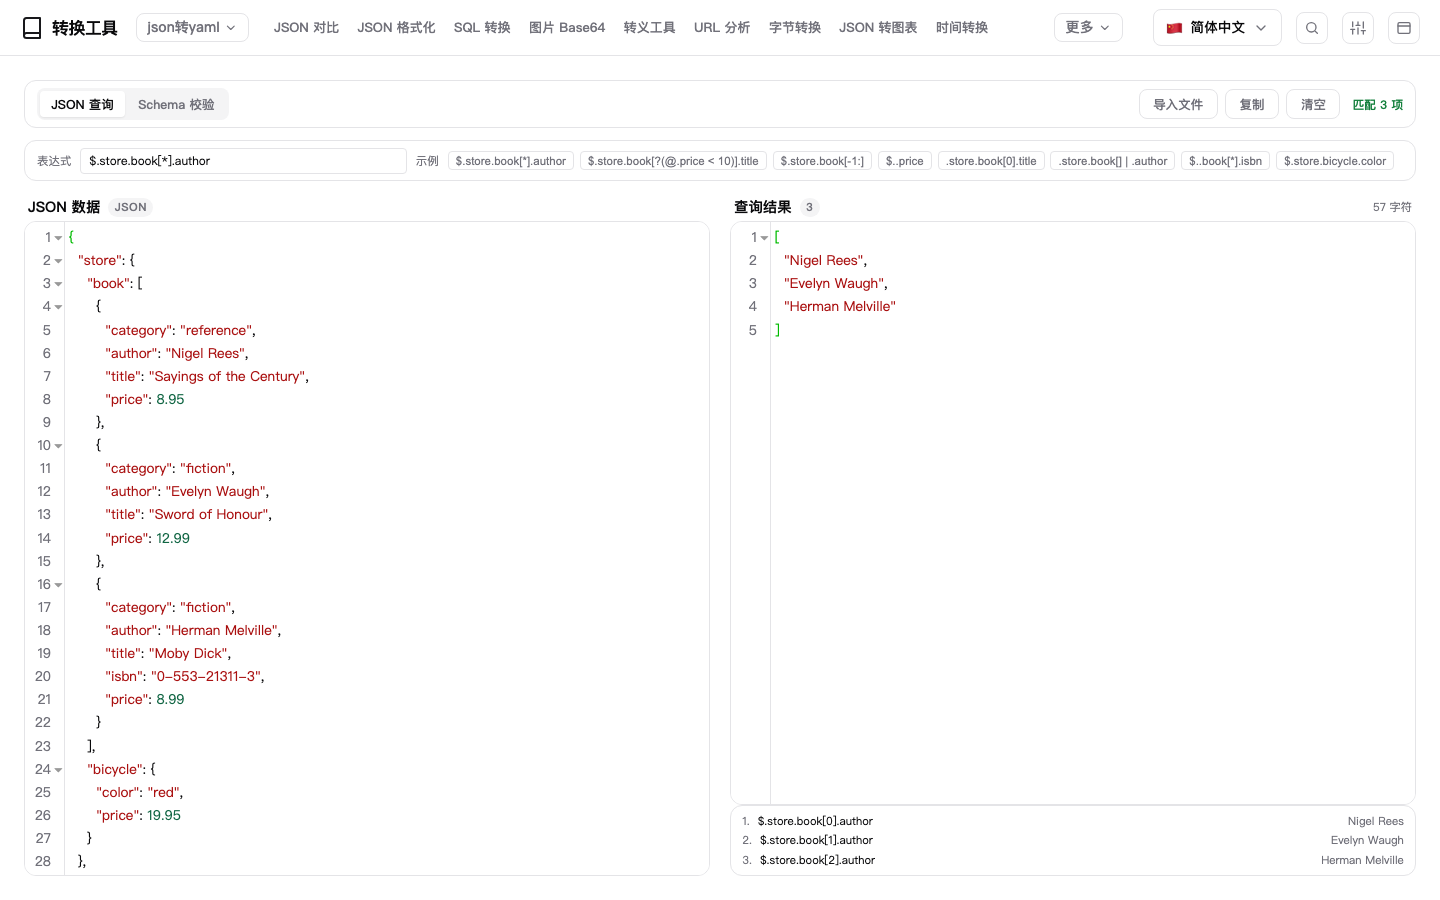 转换工具 json转yaml JSON 对比 JSON 格式化 SQL 转换 图片 Base64 转义工具 URL 分析 字节转换 JSON 转图表 时间转换 更多 简体中文
JSON 查询 Schema 校验 导入文件 复制 清空 匹配 3 项
表达式 $.store.book[*].author 示例 $.store.book[*].author $.store.book[?(@.price < 10)].title $.store.book[-1:] $..price .store.book[0].title .store.book[] | .author $..book[*].isbn $.store.bicycle.color
JSON 数据 JSON
1 {
2 "store": {
3 "book": [
4 {
5 "category": "reference",
6 "author": "Nigel Rees",
7 "title": "Sayings of the Century",
8 "price": 8.95
9 },
10 {
11 "category": "fiction",
12 "author": "Evelyn Waugh",
13 "title": "Sword of Honour",
14 "price": 12.99
15 },
16 {
17 "category": "fiction",
18 "author": "Herman Melville",
19 "title": "Moby Dick",
20 "isbn": "0-553-21311-3",
21 "price": 8.99
22 }
23 ],
24 "bicycle": {
25 "color": "red",
26 "price": 19.95
27 }
28 },
查询结果 3 57 字符
1 [
2 "Nigel Rees",
3 "Evelyn Waugh",
4 "Herman Melville"
5 ]
1. $.store.book[0].author Nigel Rees
2. $.store.book[1].author Evelyn Waugh
3. $.store.book[2].author Herman Melville